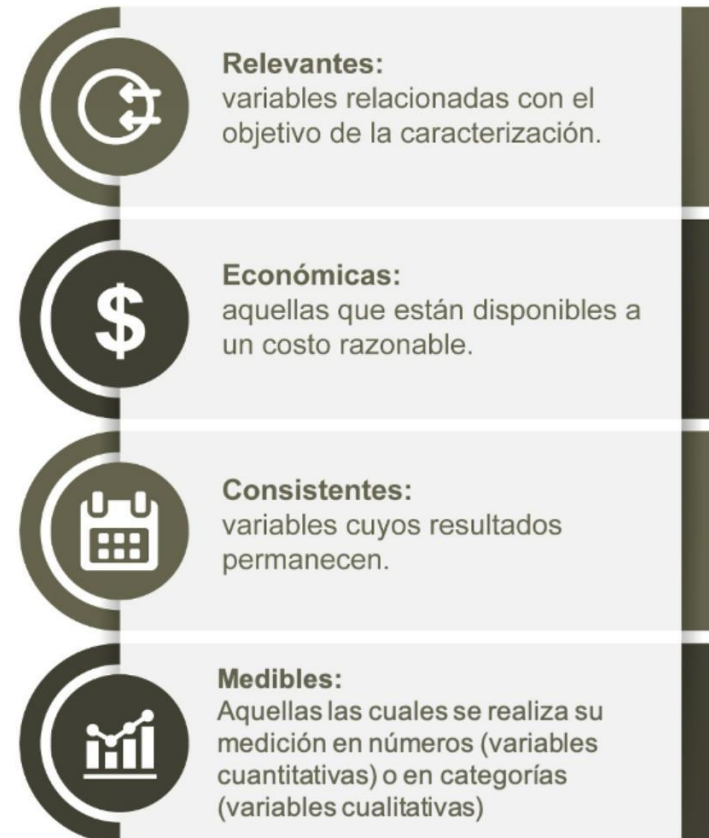 Relevantes:
variables relacionadas con el
objetivo de la caracterización.
$
Económicas:
aquellas que están disponibles a
un costo razonable.
Consistentes:
variables cuyos resultados
permanecen.
Medibles:
Aquellas las cuales se realiza su
medición en números (variables
cuantitativas) o en categorías
(variables cualitativas)